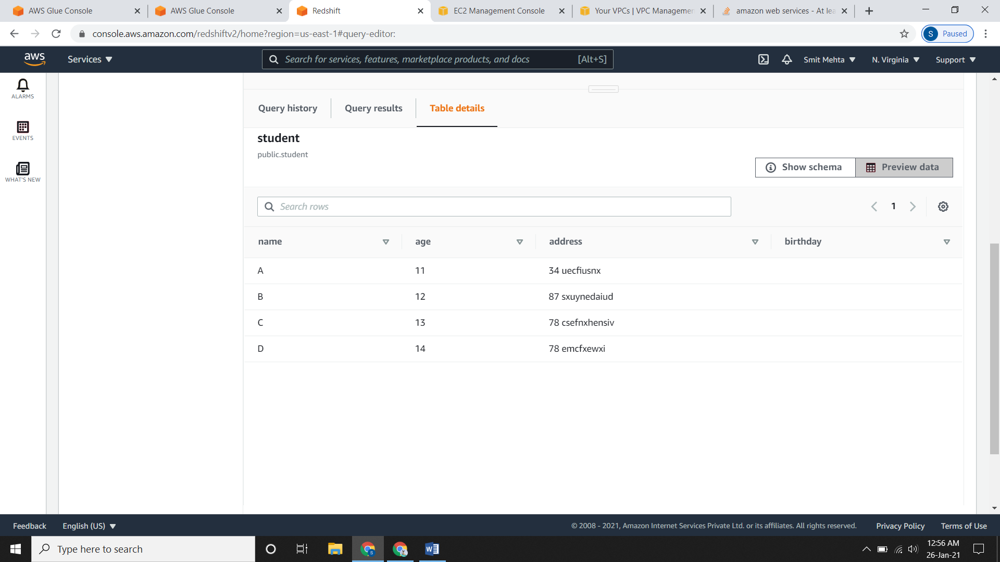 AWS Glue Console
AWS Glue Console
Redshift
EC2 Management Console
Your VPCs | VPC Managemen
amazon web services - At lea
console.aws.amazon.com/redshiftv2/home?region=us-east-1#query-editor:
S Paused
aws Services Search for services, features, marketplace products, and docs [Alt+S] Smit Mehta N. Virginia Support
ALARMS
EVENTS
WHAT'S NEW
Query history Query results Table details
student
public.student
Show schema Preview data
Search rows 1
name age address birthday
A 11 34 uecfiusnx
B 12 87 sxuynedaiud
C 13 78 csefnxhensiv
D 14 78 emcfxewxi
Feedback English (US) © 2008 - 2021, Amazon Internet Services Private Ltd. or its affiliates. All rights reserved. Privacy Policy Terms of Use
Type here to search
12:56 AM
26-Jan-21